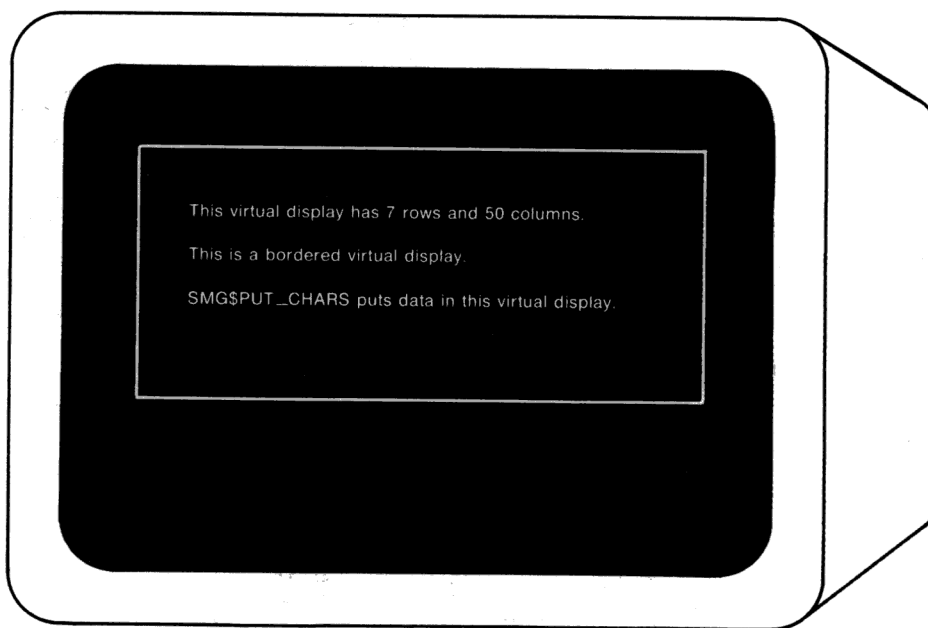 This virtual display has 7 rows and 50 columns.
This is a bordered virtual display.
SMG$PUT_CHARS puts data in this virtual display.